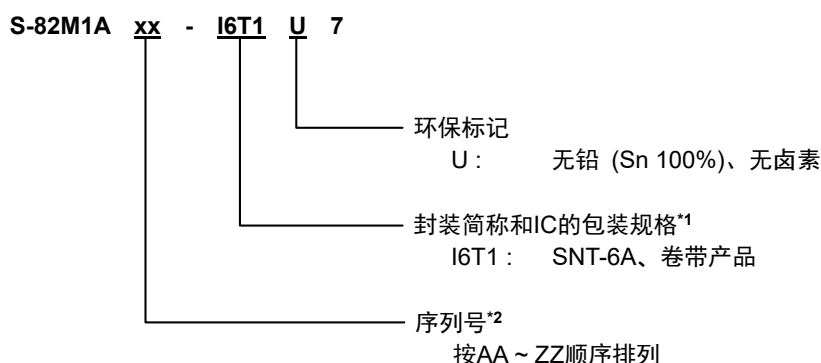 S-82M1A xx - I6T1 U 7
环保标记
U : 无铅 (Sn 100%)、无卤素
封装简称和IC的包装规格*1
I6T1 : SNT-6A、卷带产品
序列号*2
按AA ~ ZZ顺序排列